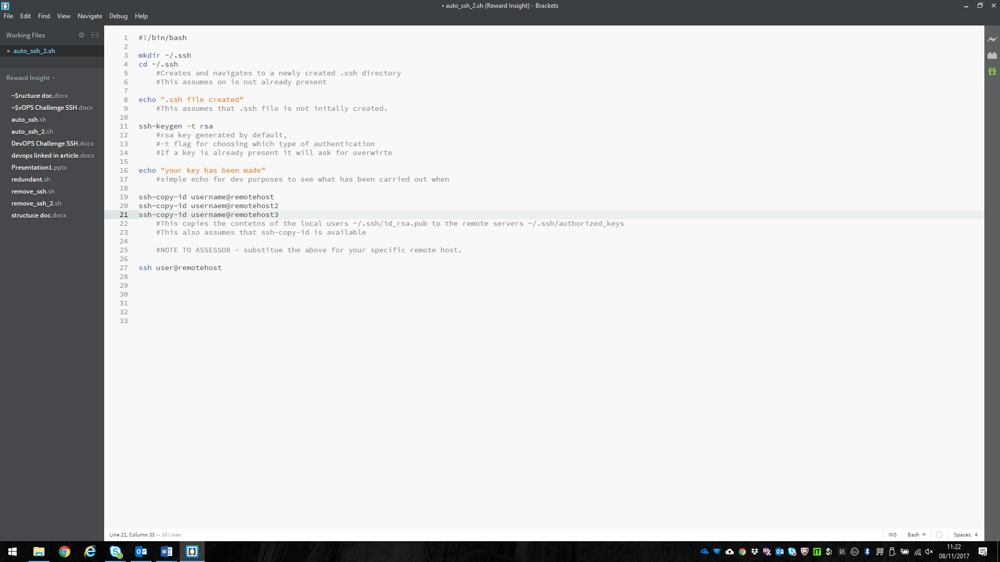 • auto_ssh_2.sh (Reward Insight) - Brackets
File Edit Find View Navigate Debug Help
Working Files
auto_ssh_2.sh
Reward Insight
~$ructuce doc.docx
~$vOPS Challenge SSH.docx
auto_ssh.sh
auto_ssh_2.sh
DevOPS Challenge SSH.docx
devops linked in article.docx
Presentation1.pptx
redundant.sh
remove_ssh.sh
remove_ssh_2.sh
structuce doc.docx
1 #!/bin/bash
2
3 mkdir ~/.ssh
4 cd ~/.ssh
5 #Creates and navigates to a newly created .ssh directory
6 #This assumes on is not already present
7
8 echo ".ssh file created"
9 #This assumes that .ssh file is not initally created.
10
11 ssh-keygen -t rsa
12 #rsa key generated by default,
13 #-t flag for choosing which type of authentication
14 #If a key is already present it will ask for overwirte
15
16 echo "your key has been made"
17 #simple echo for dev purposes to see what has been carried out when
18
19 ssh-copy-id username@remotehost
20 ssh-copy-id usernaem@remotehost2
21 ssh-copy-id username@remotehost3
22 #This copies the contetns of the local users ~/.ssh/id_rsa.pub to the remote servers ~/.ssh/authorized_keys
23 #This also assumes that ssh-copy-id is available
24
25 #NOTE TO ASSESSOR - substitue the above for your specific remote host.
26
27 ssh user@remotehost
28
29
30
31
32
33
Line 21, Column 33 — 33 Lines
INS Bash Spaces: 4
11:22
08/11/2017